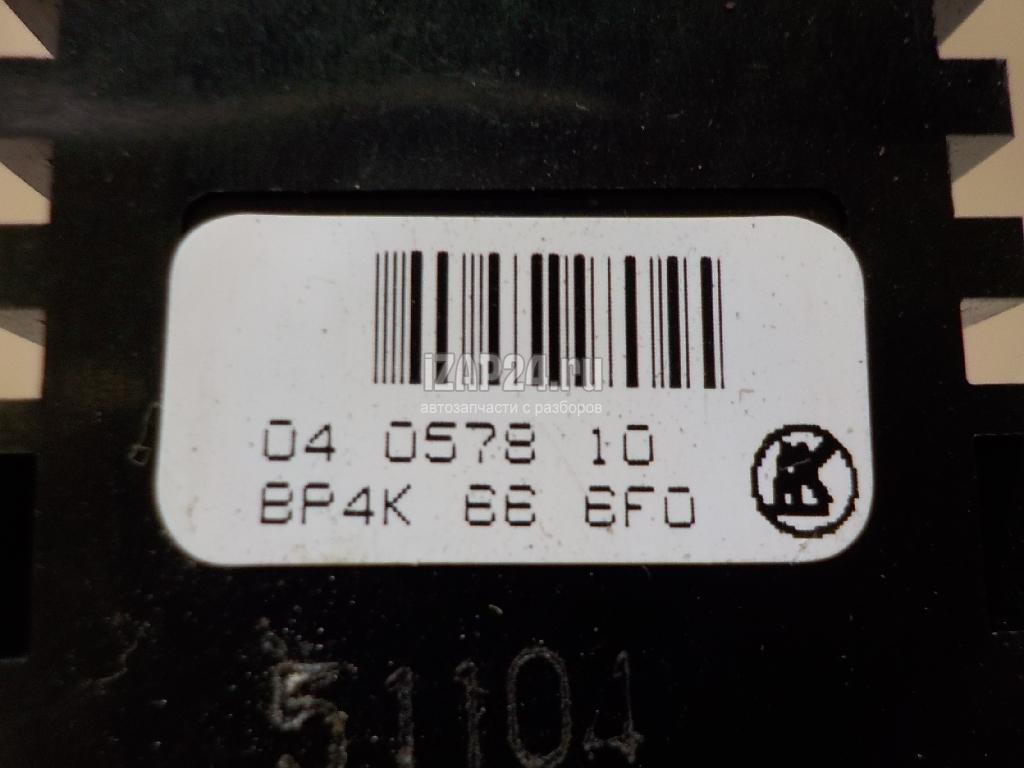 iZAP24.ru
автозапчасти с разборов
04 0578 10
BP4K 66 6F0
51104